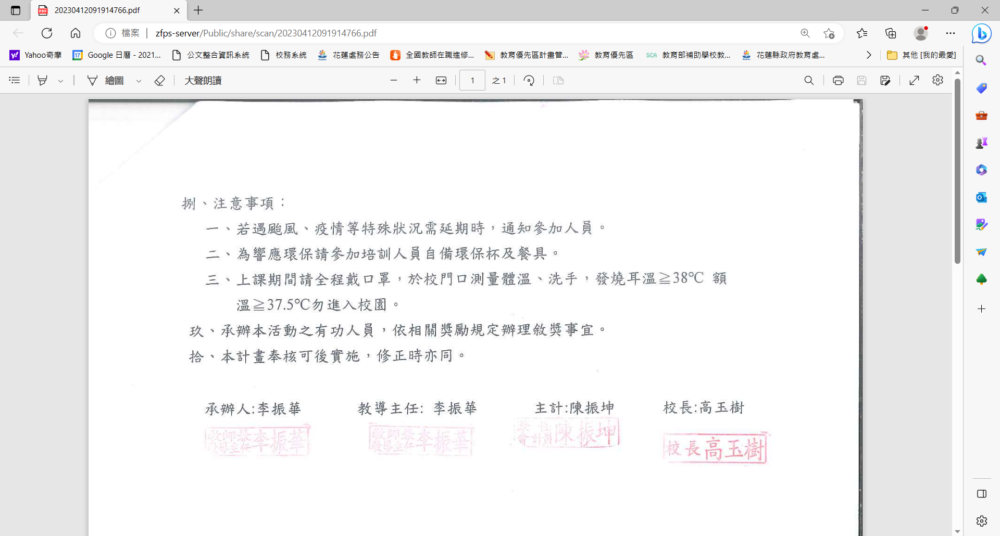 20230412091914766.pdf
檔案 zfps-server/Public/share/scan/20230412091914766.pdf
Yahoo奇摩 Google 日曆 - 2021... 公文整合資訊系統 校務系統 花蓮處務公告 全國教師在職進修... 教育優先區計畫管... 教育優先區 SCA 教育部補助學校教... 花蓮縣政府教育處... 其他 [我的最愛]
繪圖 大聲朗讀 1 之 1
捌、注意事項：
一、若遇颱風、疫情等特殊狀況需延期時，通知參加人員。
二、為響應環保請參加培訓人員自備環保杯及餐具。
三、上課期間請全程戴口罩，於校門口測量體溫、洗手，發燒耳溫≧38℃ 額
溫≧37.5℃勿進入校園。
玖、承辦本活動之有功人員，依相關獎勵規定辦理敘獎事宜。
拾、本計畫奉核可後實施，修正時亦同。
承辦人:李振華 教導主任: 李振華 主計:陳振坤 校長:高玉樹
教師兼教導主任李振華 教師兼教導主任李振華 會計員陳振坤 校長高玉樹